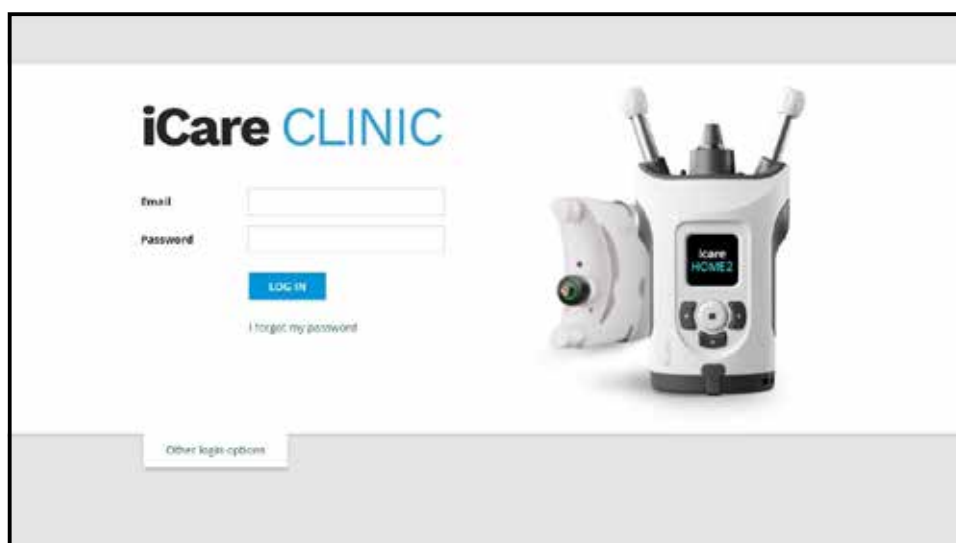 iCare CLINIC
Email
Password
LOG IN
I forgot my password
icare
HOME2
Other login options